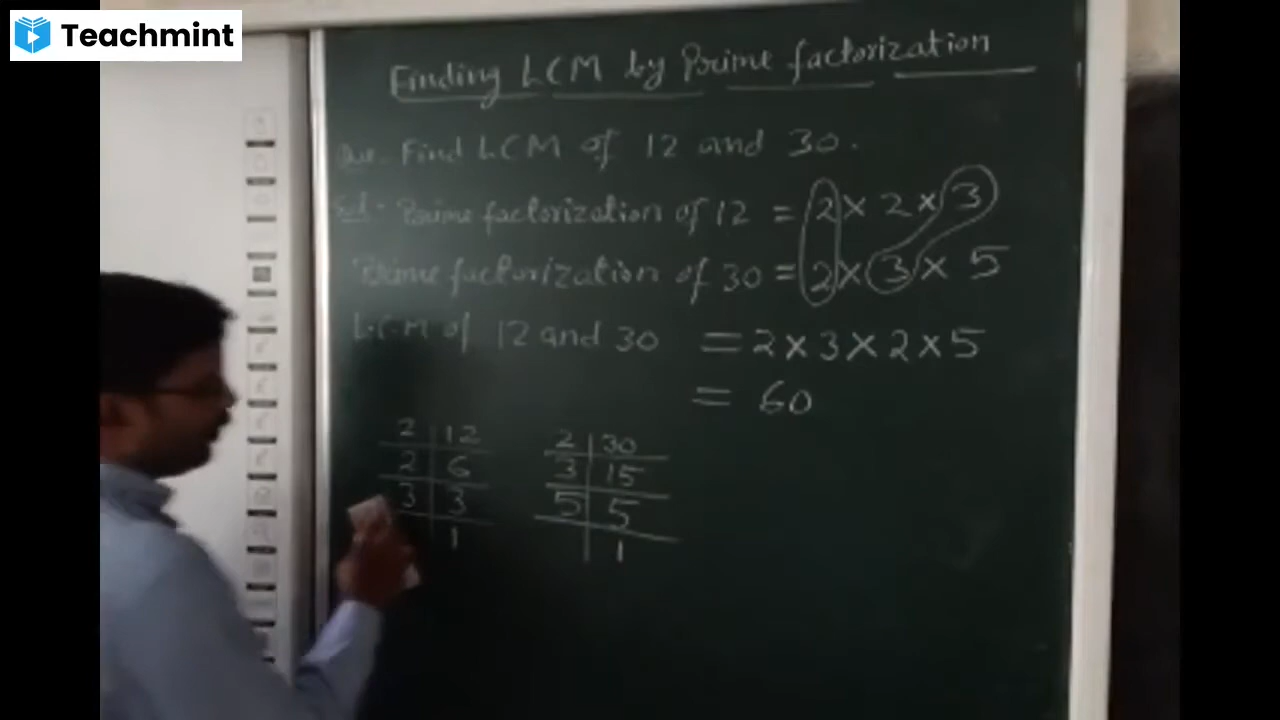 Teachmint
Finding LCM by Prime factorization
Que. Find LCM of 12 and 30.
Sol. Prime factorization of 12 = 2 × 2 × 3
Prime factorization of 30 = 2 × 3 × 5
LCM of 12 and 30 = 2 × 3 × 2 × 5
= 60
2 | 12
2 | 6
3 | 3
| 1
2 | 30
3 | 15
5 | 5
| 1